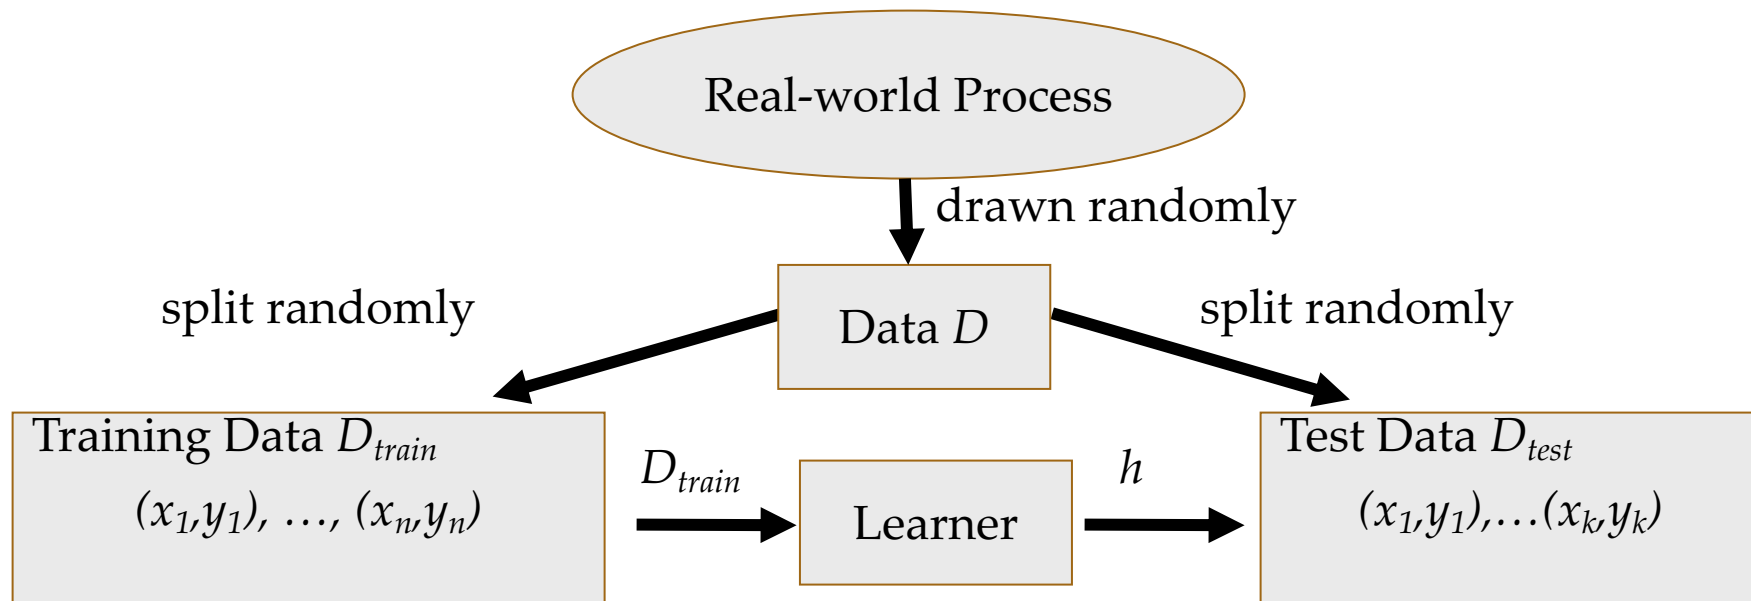 Real-world Process
drawn randomly
split randomly
split randomly
Data D
Training Data D_train
(x_1,y_1), …, (x_n,y_n)
D_train
Learner
h
Test Data D_test
(x_1,y_1),…(x_k,y_k)